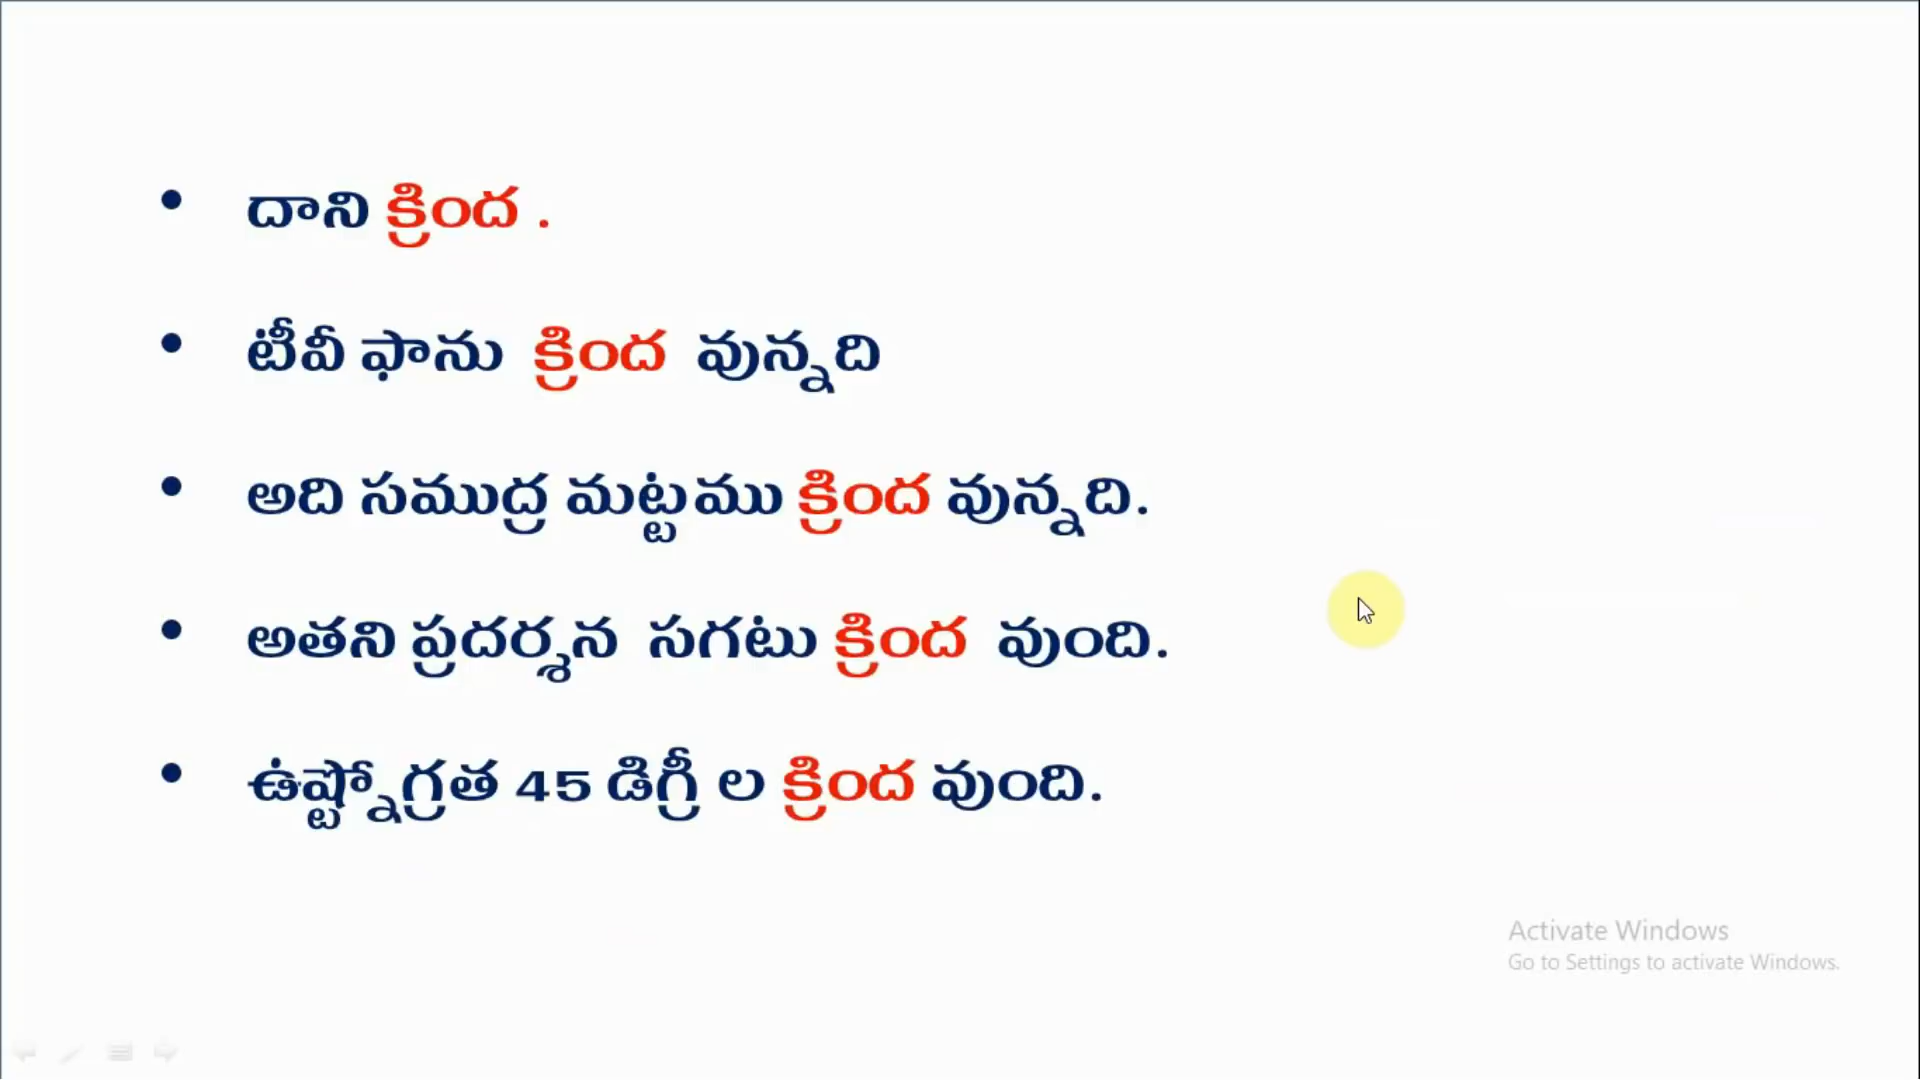 • దాని క్రింద .
• టీవీ ఫాను క్రింద వున్నది
• అది సముద్ర మట్టము క్రింద వున్నది.
• అతని ప్రదర్శన సగటు క్రింద వుంది.
• ఉష్ట్నోగ్రత 45 డిగ్రీ ల క్రింద వుంది.
Activate Windows
Go to Settings to activate Windows.